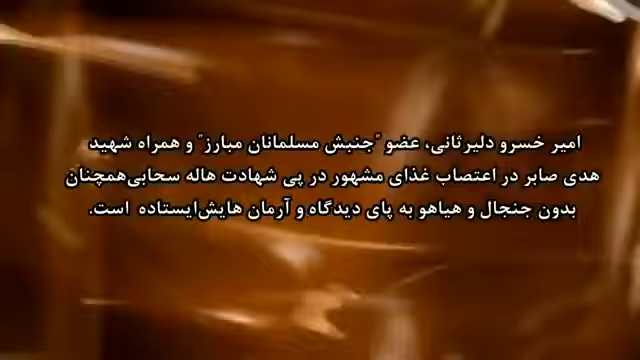 امیر خسرو دلیرثانی، عضو "جنبش مسلمانان مبارز" و همراه شهید
هدی صابر در اعتصاب غذای مشهور در پی شهادت هاله سحابی‌همچنان
بدون جنجال و هیاهو به پای دیدگاه و آرمان هایش‌ایستاده است.